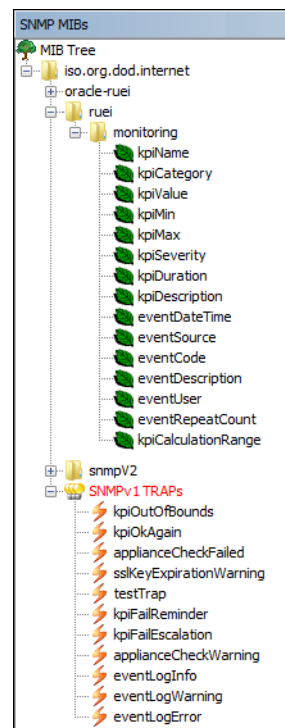 SNMP MIBs
MIB Tree
iso.org.dod.internet
oracle-ruei
ruei
monitoring
kpiName
kpiCategory
kpiValue
kpiMin
kpiMax
kpiSeverity
kpiDuration
kpiDescription
eventDateTime
eventSource
eventCode
eventDescription
eventUser
eventRepeatCount
kpiCalculationRange
snmpV2
SNMPv1 TRAPs
kpiOutOfBounds
kpiOkAgain
applianceCheckFailed
sslKeyExpirationWarning
testTrap
kpiFailReminder
kpiFailEscalation
applianceCheckWarning
eventLogInfo
eventLogWarning
eventLogError